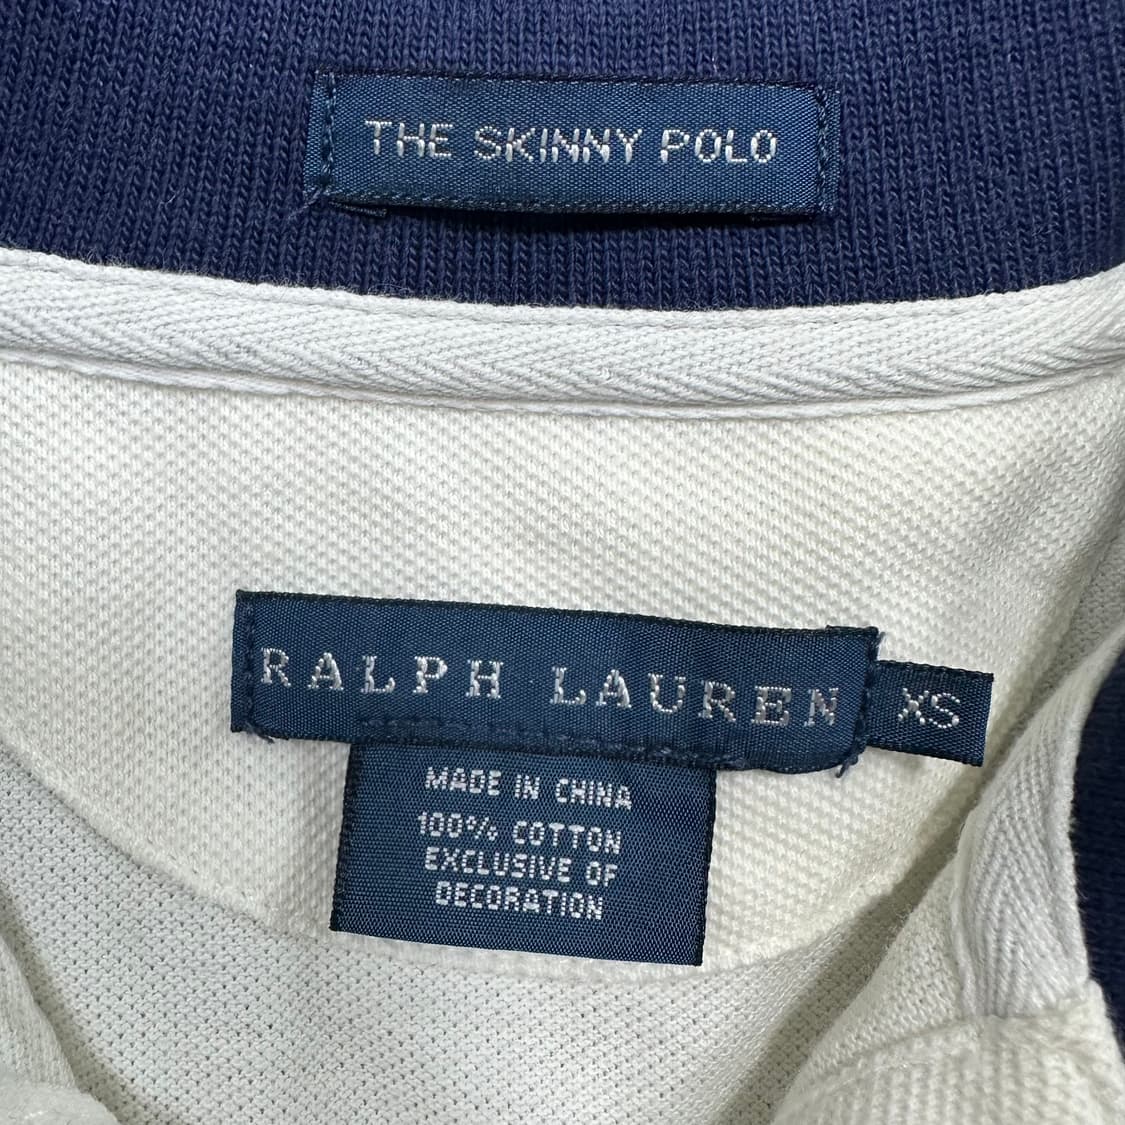 THE SKINNY POLO
RALPH LAUREN
XS
MADE IN CHINA
100% COTTON
EXCLUSIVE OF
DECORATION